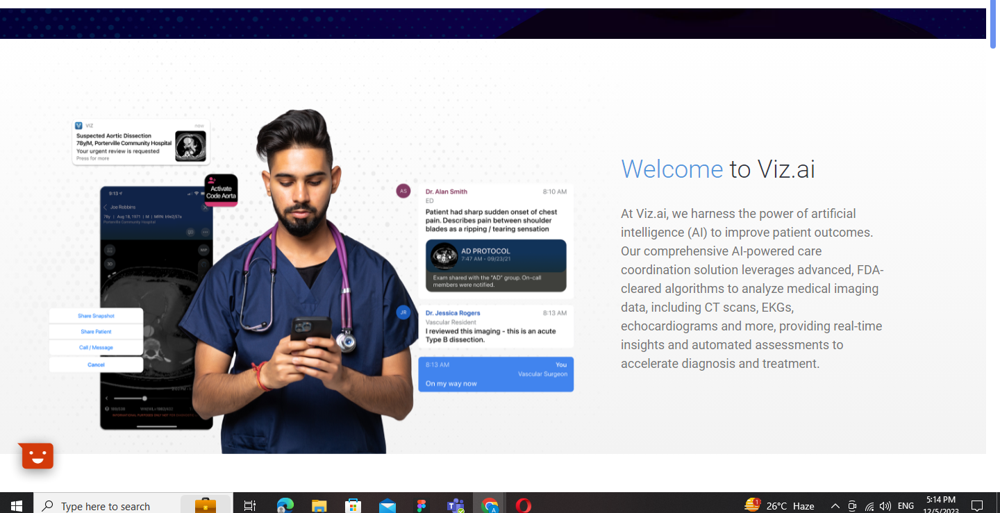 VIZ
now
Suspected Aortic Dissection
78y/M, Porterville Community Hospital
Your urgent review is requested
Press for more
Activate
Code Aorta
9:13
Joe Robbins
78y | Aug 18, 1971 | M | MRN:
Porterville Community Hospital
MIP
3D
Share Snapshot
Share Patient
Call / Message
Cancel
AS
Dr. Alan Smith
8:10 AM
ED
Patient had sharp sudden onset of chest
pain. Describes pain between shoulder
blades as a ripping / tearing sensation
AD PROTOCOL
7:47 AM • 09/23/21
Exam shared with the "AD" group. On-call
members were notified.
JR
Dr. Jessica Rogers
8:13 AM
Vascular Resident
I reviewed this imaging - this is an acute
Type B dissection.
8:13 AM
You
Vascular Surgeon
On my way now
Welcome to Viz.ai
At Viz.ai, we harness the power of artificial
intelligence (AI) to improve patient outcomes.
Our comprehensive AI-powered care
coordination solution leverages advanced, FDA-
cleared algorithms to analyze medical imaging
data, including CT scans, EKGs,
echocardiograms and more, providing real-time
insights and automated assessments to
accelerate diagnosis and treatment.
Type here to search
A
1
26°C Haze
ENG
5:14 PM
12/5/2023